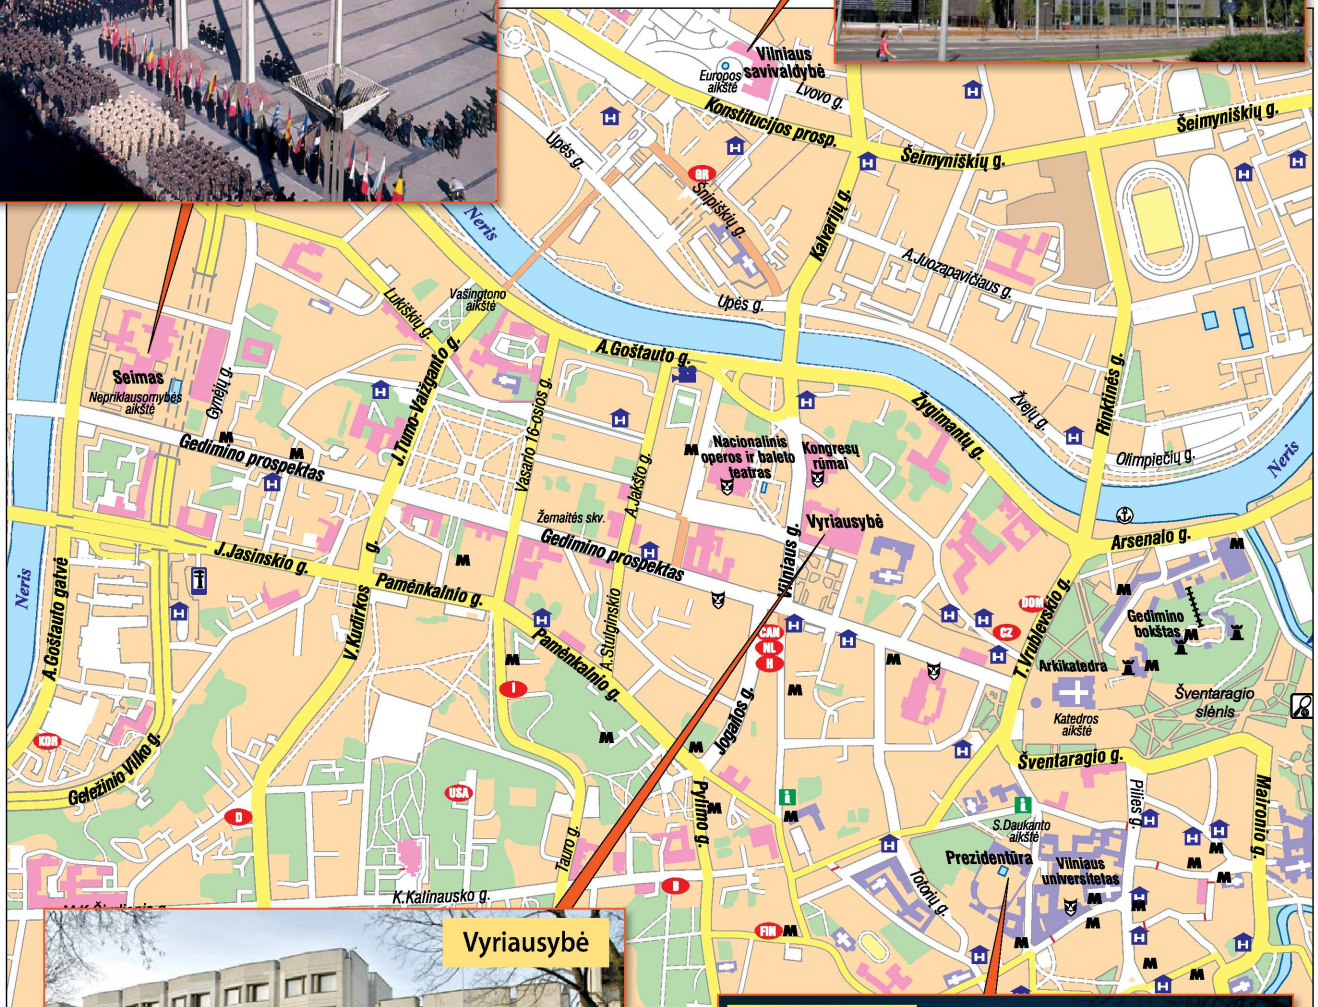 Vilniaus
savivaldybė
Europos
aikštė
Lvovo g.
Konstitucijos prosp.
Šeimyniškių g.
Šeimyniškių g.
Upės g.
GR
Šnipiškių g.
Kalvarijų g.
A.Juozapavičiaus g.
Neris
Upės g.
Vašingtono
aikštė
Lukiškių g.
A.Goštauto g.
Seimas
Nepriklausomybės
aikštė
Gynėjų g.
J.Tumo-Vaižganto g.
Vasario 16-osios g.
A.Jakšto g.
Žygimantų g.
Žvejų g.
Rinktinės g.
Olimpiečių g.
Neris
Gedimino prospektas
Nacionalinis
operos ir baleto
teatras
Kongresų
rūmai
Žemaitės skv.
Gedimino prospektas
Vyriausybė
Vilniaus g.
Arsenalo g.
J.Jasinskio g.
g.
V.Kudirkos
Pamėnkalnio g.
Pamėnkalnio g.
A.Stulginskio
Neris
A.Goštauto gatvė
CAN
NL
H
DOM
CZ
T.Vrublevskio g.
Gedimino
bokštas
Arkikatedra
Katedros
aikštė
Šventaragio
slėnis
I
Jogailos g.
KOR
Geležinio Vilko g.
Šventaragio g.
USA
D
Tauro g.
Pylimo g.
Pilies g.
Maironio g.
S.Daukanto
aikštė
Prezidentūra
Vilniaus
universitetas
Totorių g.
K.Kalinausko g.
FIN
Vyriausybė